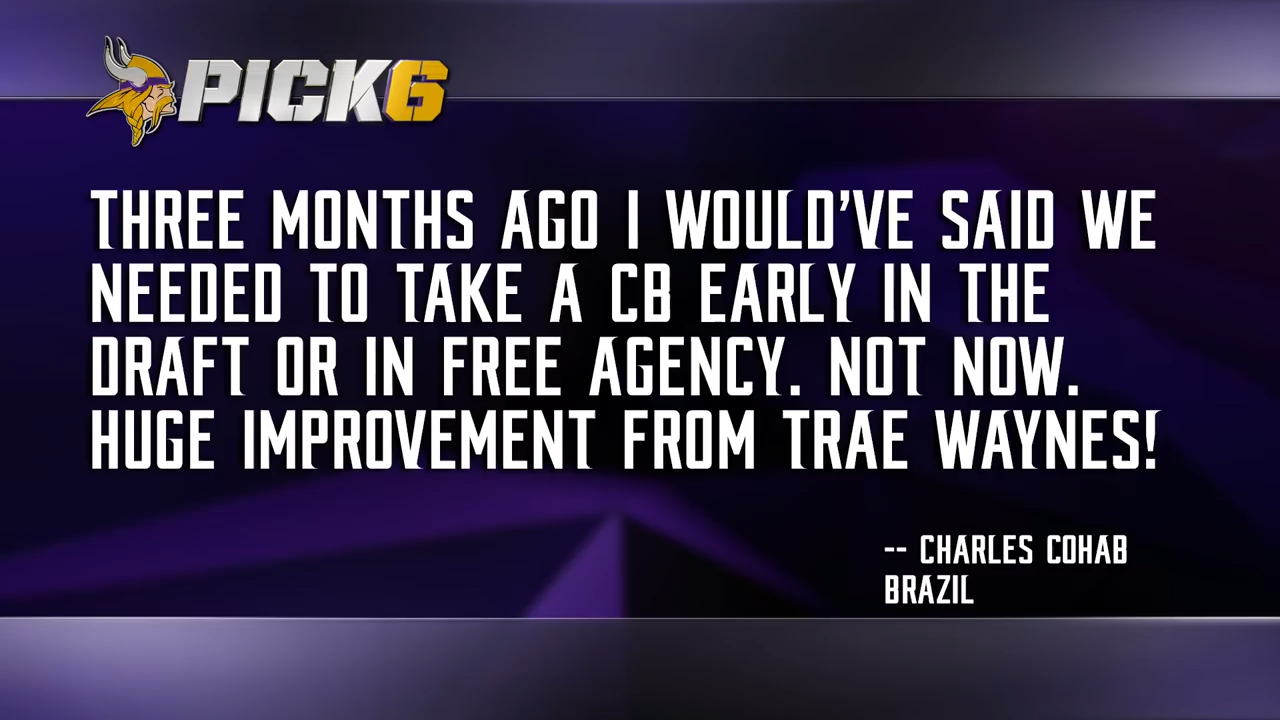 PICK6
THREE MONTHS AGO I WOULD'VE SAID WE
NEEDED TO TAKE A CB EARLY IN THE
DRAFT OR IN FREE AGENCY. NOT NOW.
HUGE IMPROVEMENT FROM TRAE WAYNES!
-- CHARLES COHAB
BRAZIL